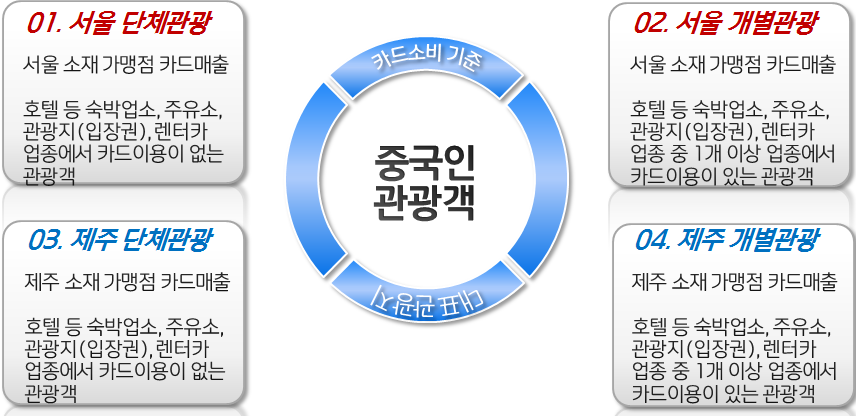 01. 서울 단체관광
서울 소재 가맹점 카드매출
호텔 등 숙박업소, 주유소,
관광지(입장권), 렌터카
업종에서 카드이용이 없는
관광객
02. 서울 개별관광
서울 소재 가맹점 카드매출
호텔 등 숙박업소, 주유소,
관광지(입장권), 렌터카
업종 중 1개 이상 업종에서
카드이용이 있는 관광객
카드소비 기준
중국인
관광객
대표 관광지
03. 제주 단체관광
제주 소재 가맹점 카드매출
호텔 등 숙박업소, 주유소,
관광지(입장권), 렌터카
업종에서 카드이용이 없는
관광객
04. 제주 개별관광
제주 소재 가맹점 카드매출
호텔 등 숙박업소, 주유소,
관광지(입장권), 렌터카
업종 중 1개 이상 업종에서
카드이용이 있는 관광객